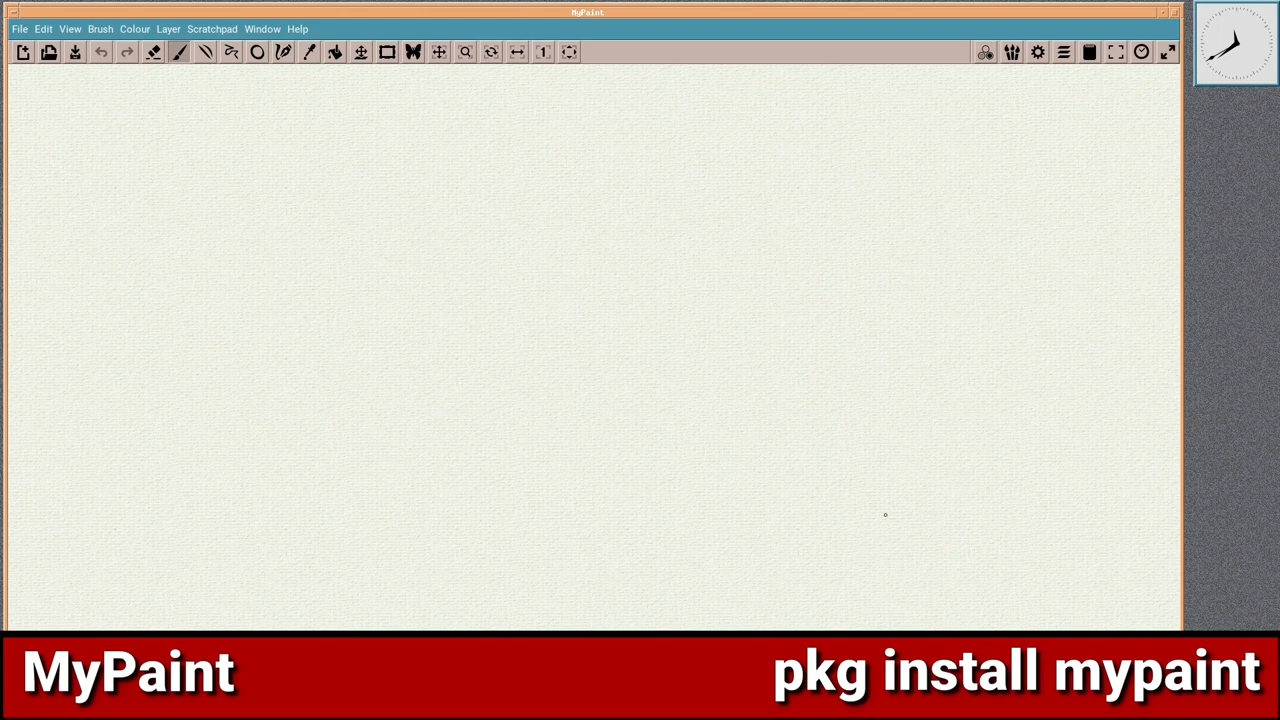 MyPaint
File Edit View Brush Colour Layer Scratchpad Window Help
1
MyPaint
pkg install mypaint